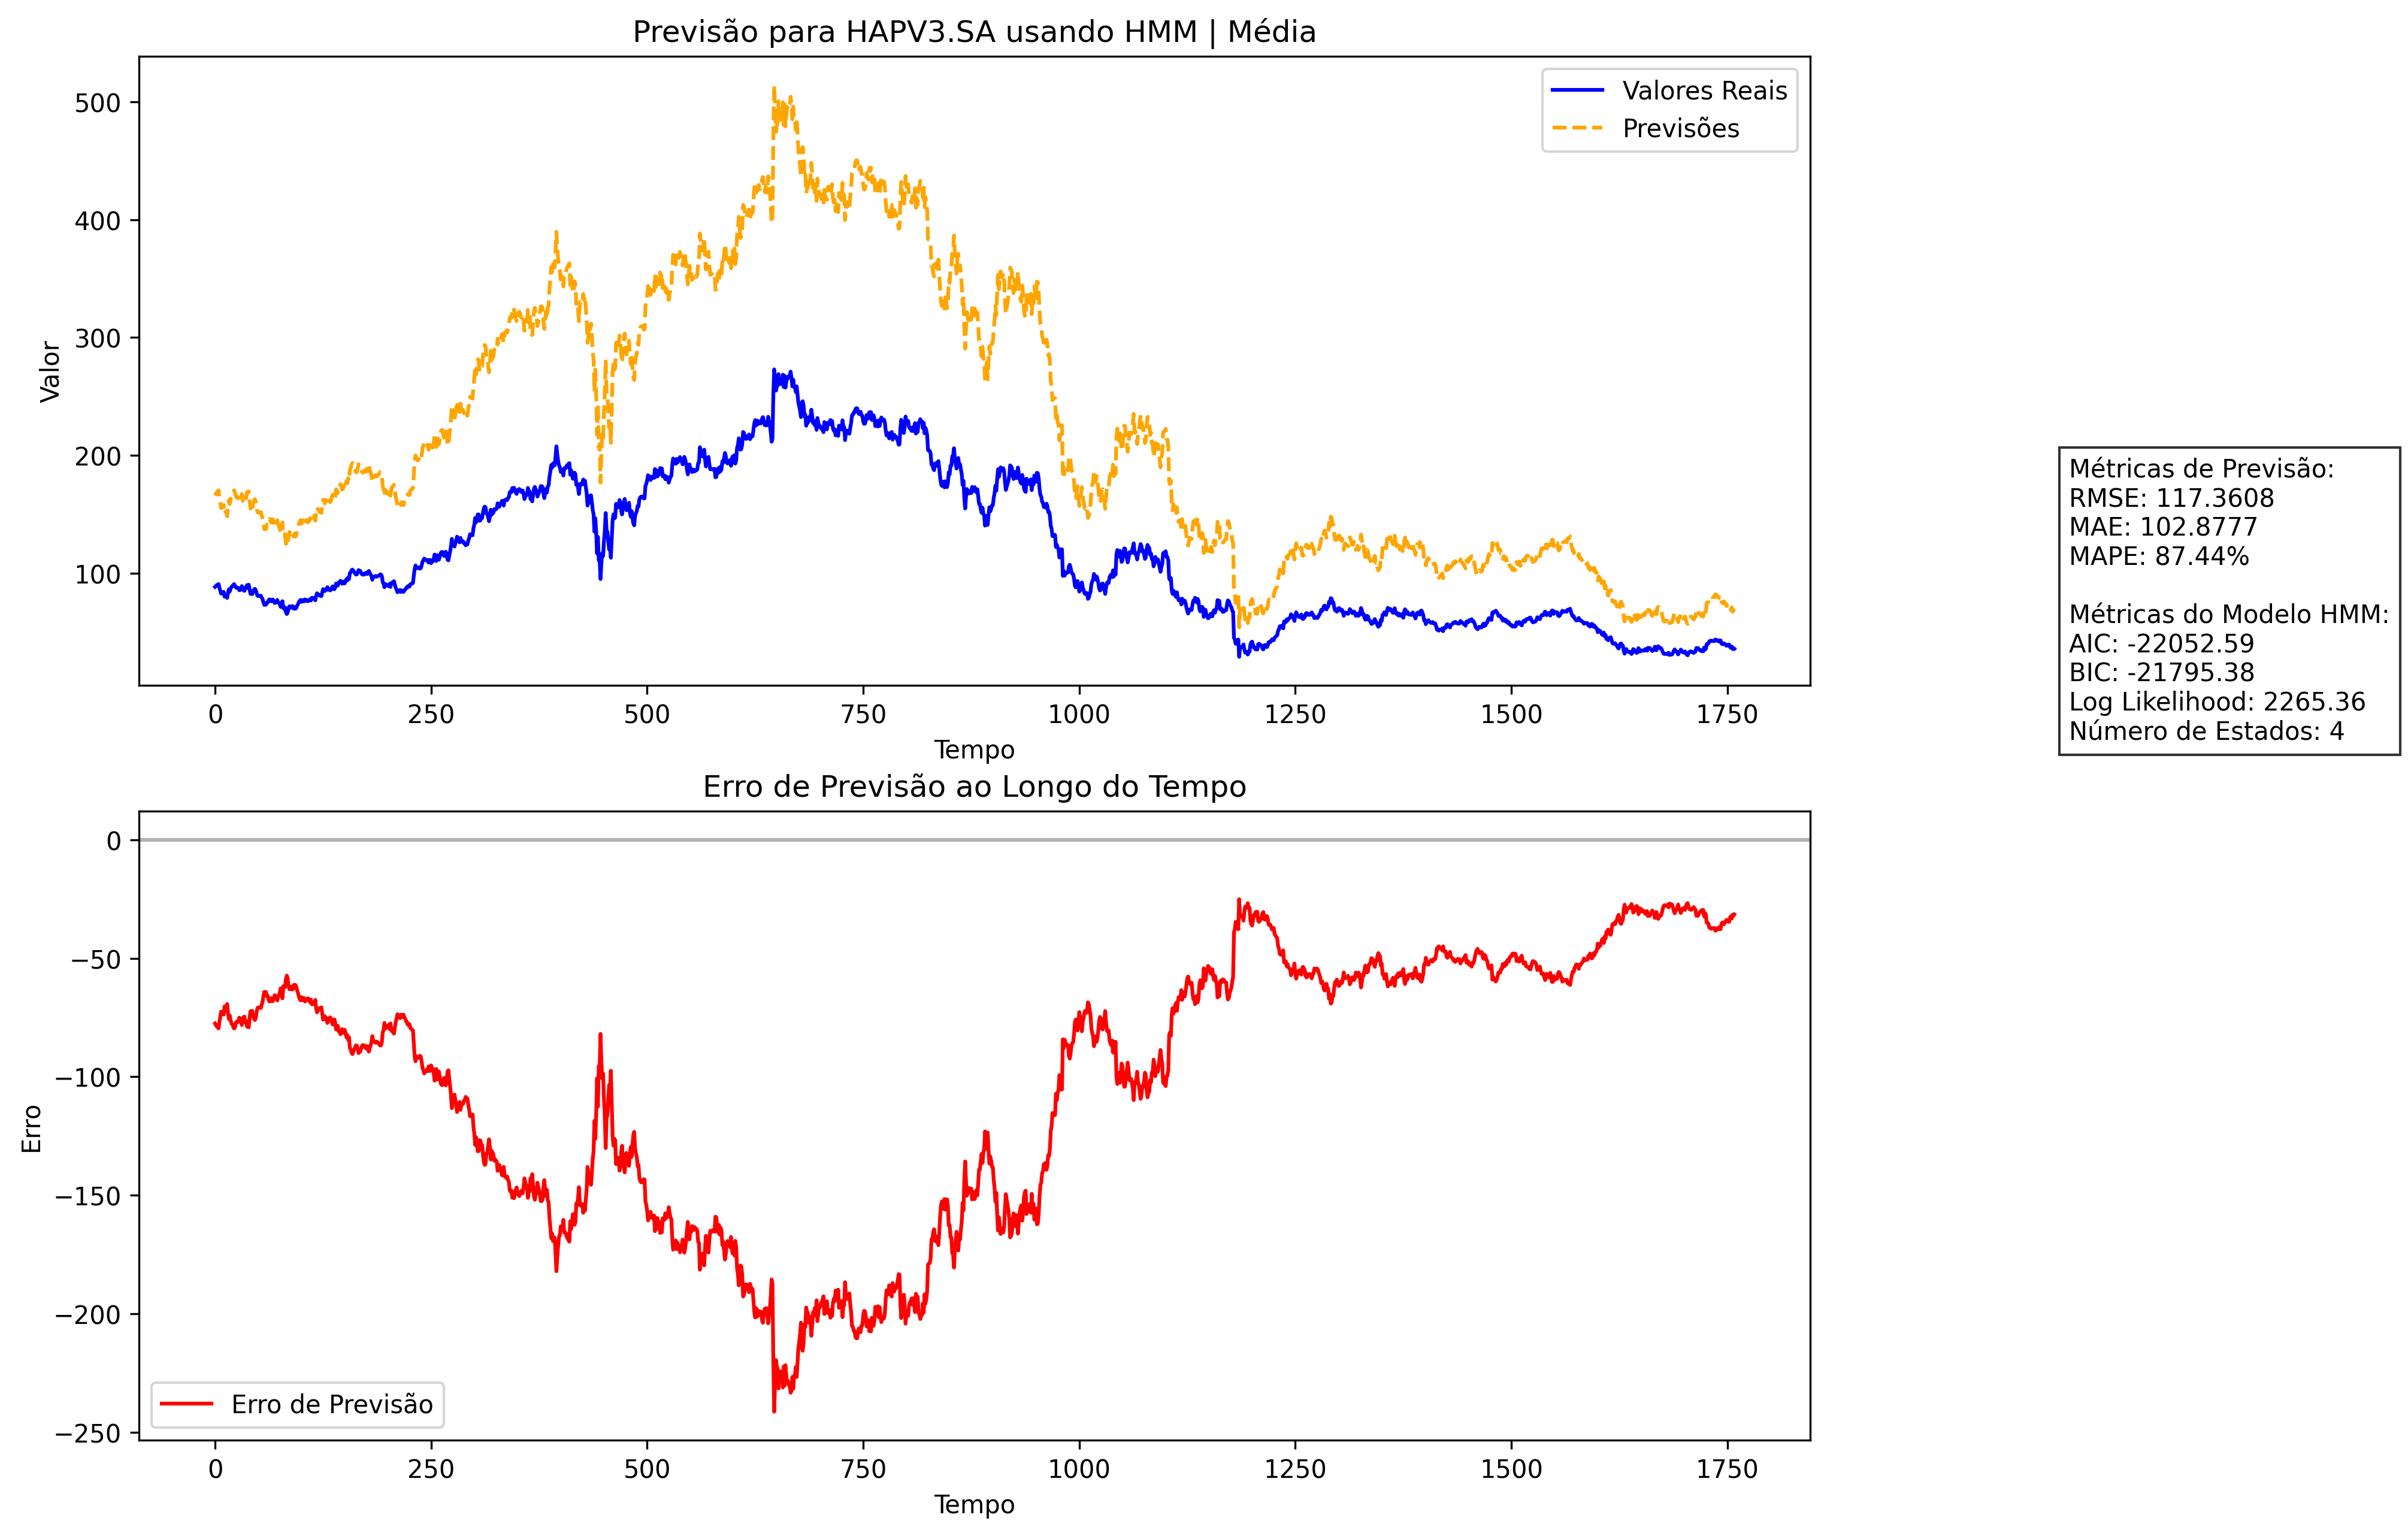 Previsão para HAPV3.SA usando HMM | Média
Valores Reais
Previsões
Valor
500
400
300
200
100
0
250
500
750
1000
1250
1500
1750
Tempo
Métricas de Previsão:
RMSE: 117.3608
MAE: 102.8777
MAPE: 87.44%
Métricas do Modelo HMM:
AIC: -22052.59
BIC: -21795.38
Log Likelihood: 2265.36
Número de Estados: 4
Erro de Previsão ao Longo do Tempo
Erro
0
−50
−100
−150
−200
−250
Erro de Previsão
0
250
500
750
1000
1250
1500
1750
Tempo